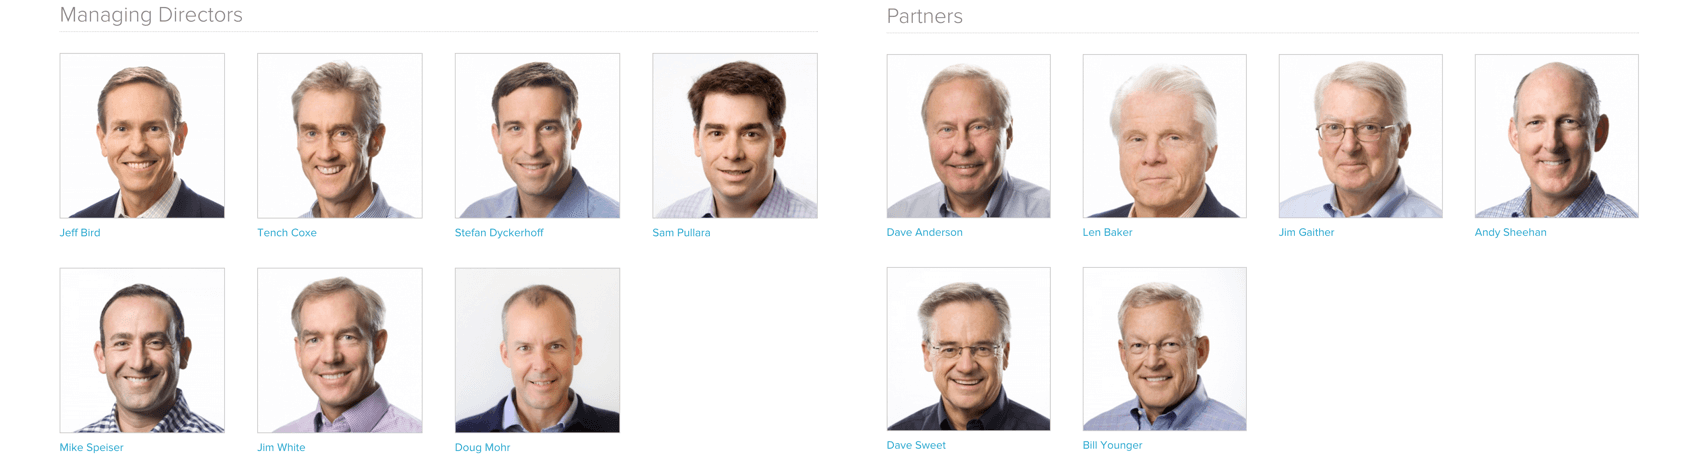 Managing Directors
Jeff Bird
Tench Coxe
Stefan Dyckerhoff
Sam Pullara
Mike Speiser
Jim White
Doug Mohr
Partners
Dave Anderson
Len Baker
Jim Gaither
Andy Sheehan
Dave Sweet
Bill Younger